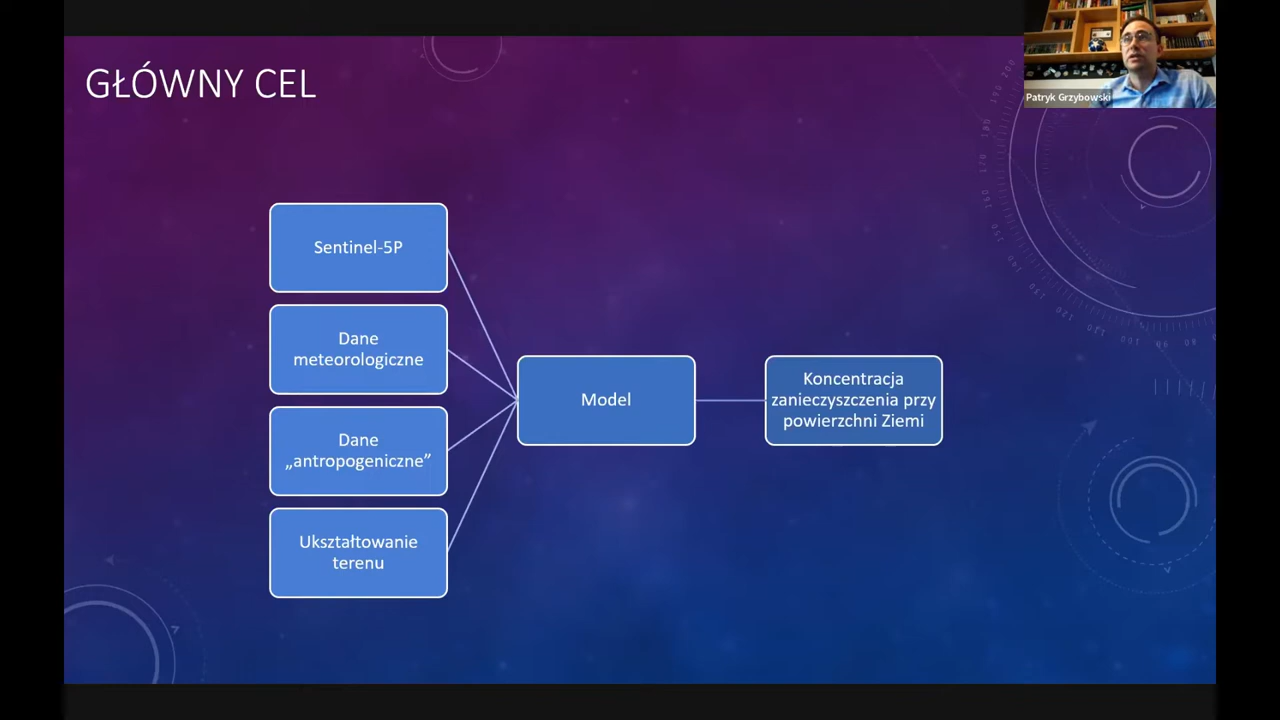 GŁÓWNY CEL
Patryk Grzybowski
Sentinel-5P
Dane
meteorologiczne
Dane
„antropogeniczne”
Ukształtowanie
terenu
Model
Koncentracja
zanieczyszczenia przy
powierzchni Ziemi